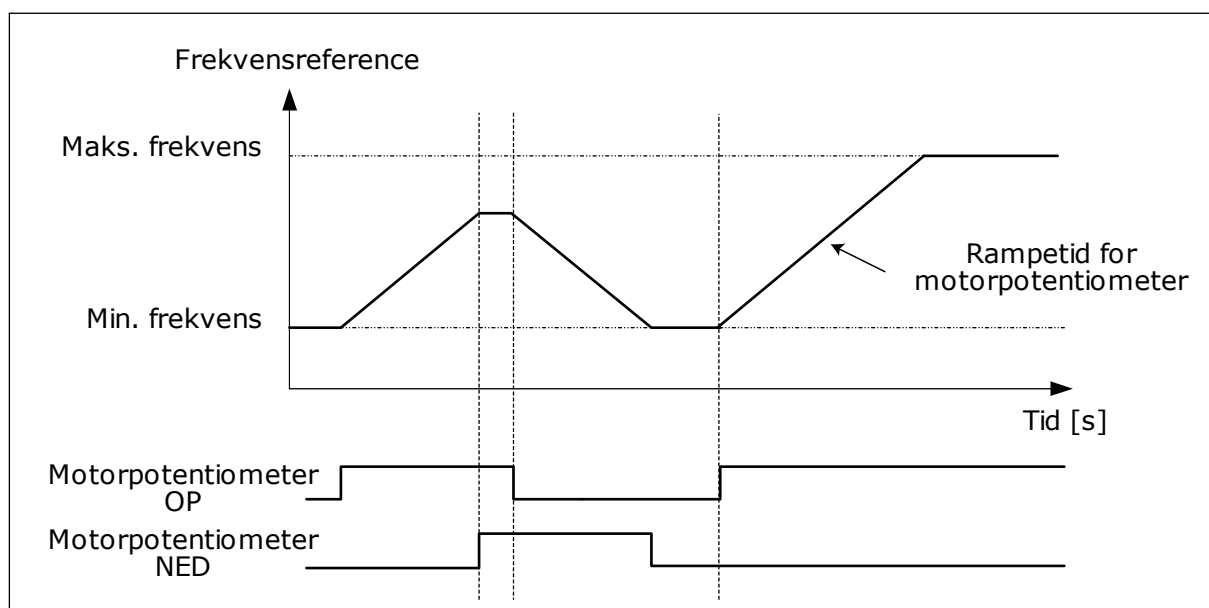 Frekvensreference
Maks. frekvens
Rampetid for
motorpotentiometer
Min. frekvens
Tid [s]
Motorpotentiometer
OP
Motorpotentiometer
NED